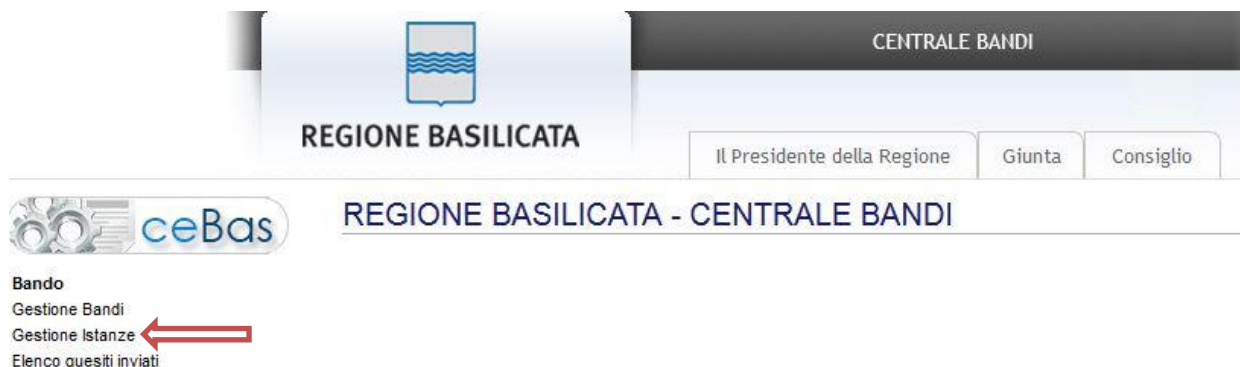 CENTRALE BANDI
REGIONE BASILICATA
Il Presidente della Regione
Giunta
Consiglio
ceBas
REGIONE BASILICATA - CENTRALE BANDI
Bando
Gestione Bandi
Gestione Istanze
Elenco quesiti inviati